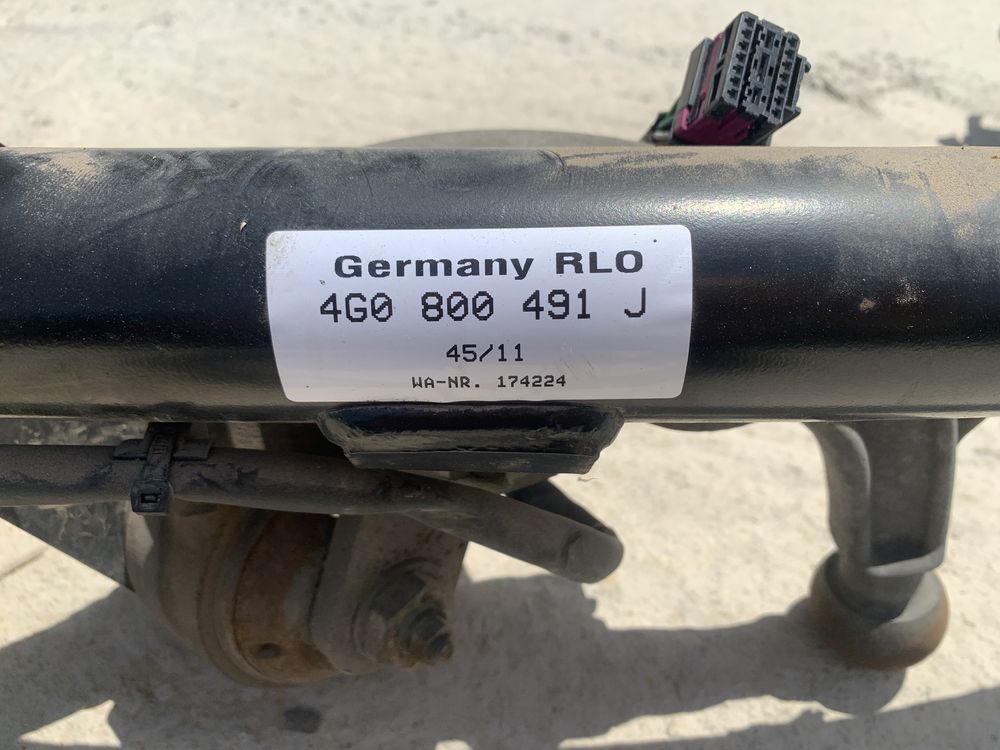 Germany RLO
4G0 800 491 J
45/11
WA-NR. 174224